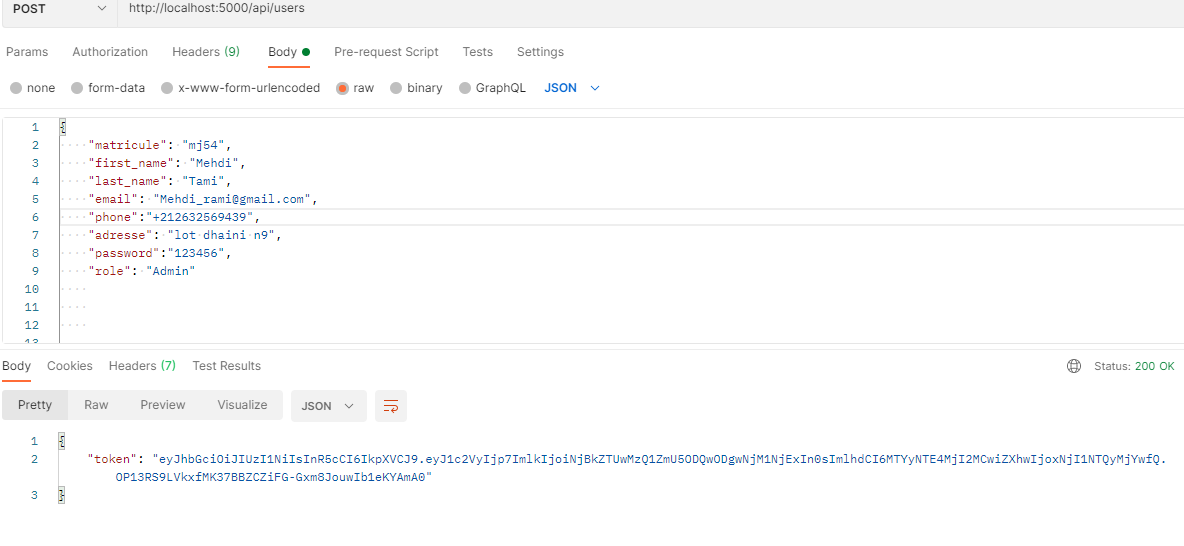 POST http://localhost:5000/api/users
Params Authorization Headers (9) Body Pre-request Script Tests Settings
none form-data x-www-form-urlencoded raw binary GraphQL JSON
1 {
2 "matricule": "mj54",
3 "first_name": "Mehdi",
4 "last_name": "Tami",
5 "email": "Mehdi_rami@gmail.com",
6 "phone":"+212632569439",
7 "adresse": "lot dhaini n9",
8 "password":"123456",
9 "role": "Admin"
10
11
12
13
Body Cookies Headers (7) Test Results Status: 200 OK
Pretty Raw Preview Visualize JSON
1 {
2 "token": "eyJhbGciOiJIUzI1NiIsInR5cCI6IkpXVCJ9.eyJ1c2VyIjp7ImlkIjoiNjBkZTUwMzQ1ZmU5ODQwODgwNjM1NjExIn0sImlhdCI6MTYyNTE4MjI2MCwiZXhwIjoxNjI1NTQyMjYwfQ.
OP13RS9LVkxfMK37BBZCZiFG-Gxm8JouwIb1eKYAmA0"
3 }